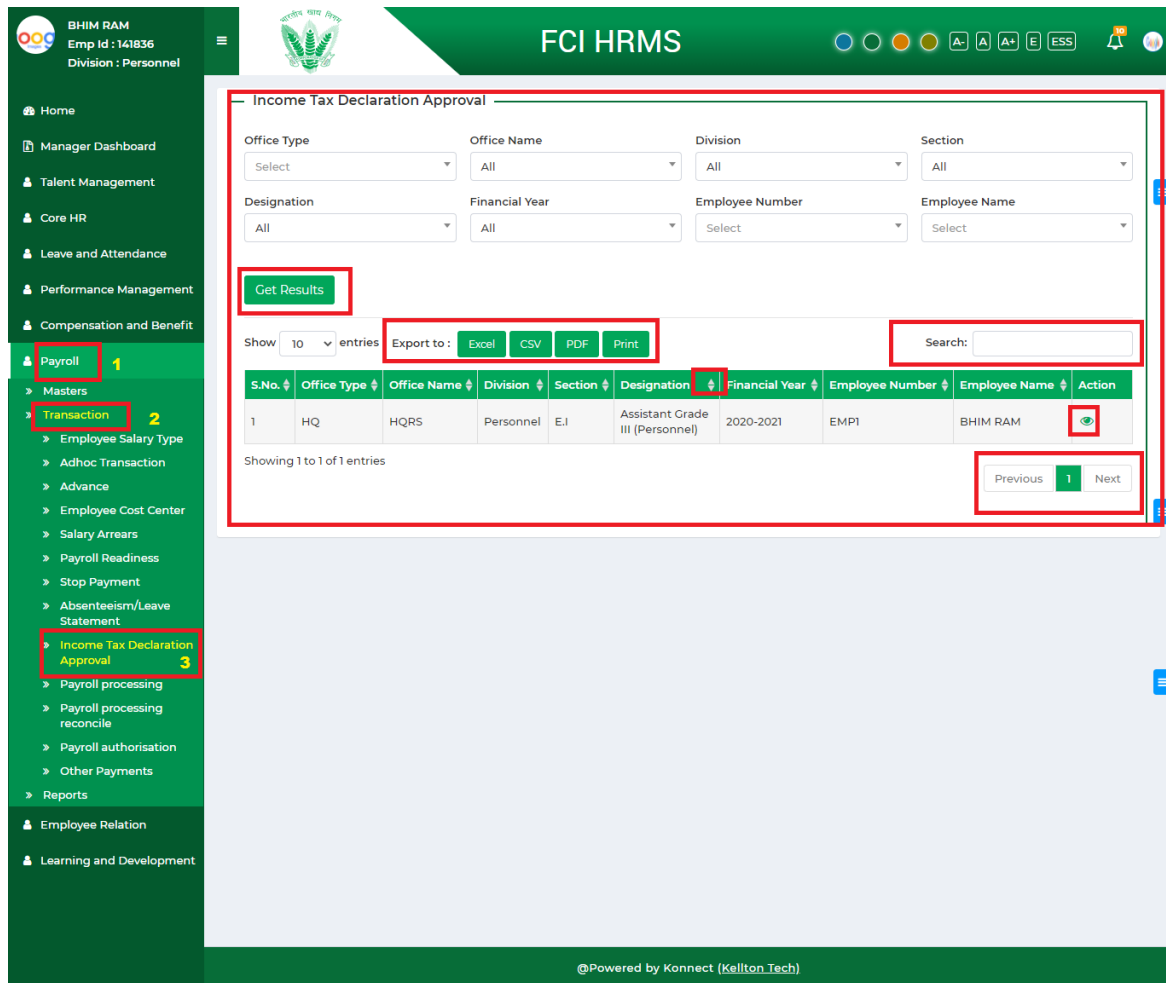 BHIM RAM
Emp Id : 141836
Division : Personnel
FCI HRMS
A-
A
A+
E
ESS
10
Home
Manager Dashboard
Talent Management
Core HR
Leave and Attendance
Performance Management
Compensation and Benefit
Payroll
1
» Masters
» Transaction
2
» Employee Salary Type
» Adhoc Transaction
» Advance
» Employee Cost Center
» Salary Arrears
» Payroll Readiness
» Stop Payment
» Absenteeism/Leave
Statement
» Income Tax Declaration
Approval
3
» Payroll processing
» Payroll processing
reconcile
» Payroll authorisation
» Other Payments
» Reports
Employee Relation
Learning and Development
Income Tax Declaration Approval
Office Type
Office Name
Division
Section
Select
All
All
All
Designation
Financial Year
Employee Number
Employee Name
All
All
Select
Select
Get Results
Show 10 entries
Export to : Excel CSV PDF Print
Search:
S.No. Office Type Office Name Division Section Designation Financial Year Employee Number Employee Name Action
1 HQ HQRS Personnel E.I Assistant Grade III (Personnel) 2020-2021 EMP1 BHIM RAM
Showing 1 to 1 of 1 entries
Previous 1 Next
@Powered by Konnect (Kellton Tech)